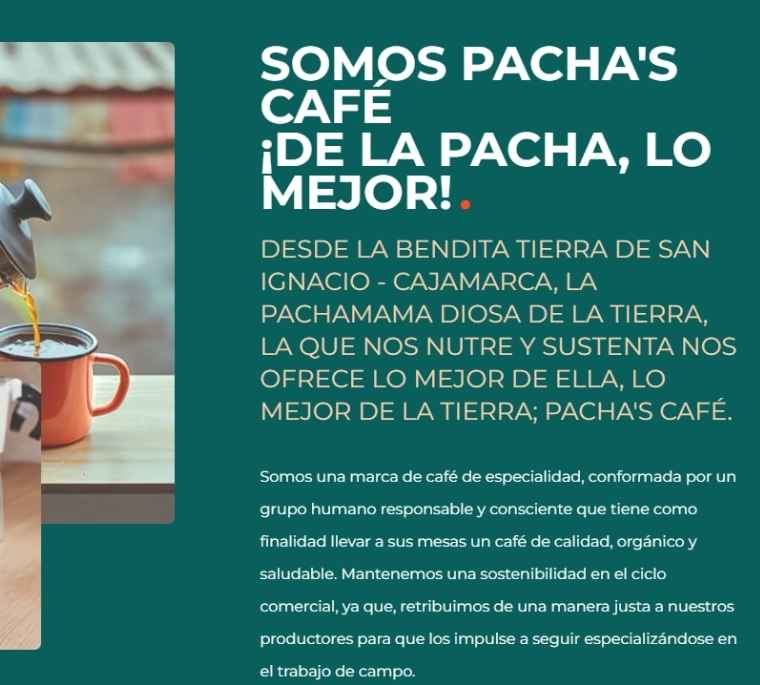 SOMOS PACHA'S
CAFÉ
¡DE LA PACHA, LO
MEJOR!.
DESDE LA BENDITA TIERRA DE SAN
IGNACIO - CAJAMARCA, LA
PACHAMAMA DIOSA DE LA TIERRA,
LA QUE NOS NUTRE Y SUSTENTA NOS
OFRECE LO MEJOR DE ELLA, LO
MEJOR DE LA TIERRA; PACHA'S CAFÉ.
Somos una marca de café de especialidad, conformada por un
grupo humano responsable y consciente que tiene como
finalidad llevar a sus mesas un café de calidad, orgánico y
saludable. Mantenemos una sostenibilidad en el ciclo
comercial, ya que, retribuimos de una manera justa a nuestros
productores para que los impulse a seguir especializándose en
el trabajo de campo.